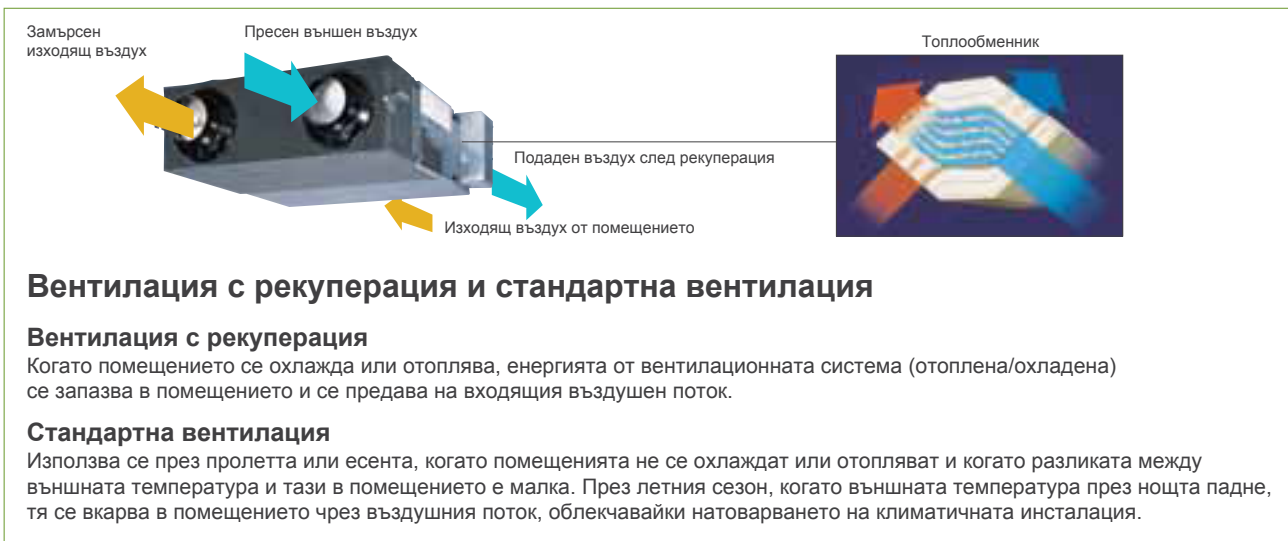 Замърсен
изходящ въздух
Пресен външен въздух
Топлообменник
Подаден въздух след рекуперация
Изходящ въздух от помещението
Вентилация с рекуперация и стандартна вентилация
Вентилация с рекуперация
Когато помещението се охлажда или отоплява, енергията от вентилационната система (отоплена/охладена)
се запазва в помещението и се предава на входящия въздушен поток.
Стандартна вентилация
Използва се през пролетта или есента, когато помещенията не се охлаждат или отопляват и когато разликата между
външната температура и тази в помещението е малка. През летния сезон, когато външната температура през нощта падне,
тя се вкарва в помещението чрез въздушния поток, облекчавайки натоварването на климатичната инсталация.